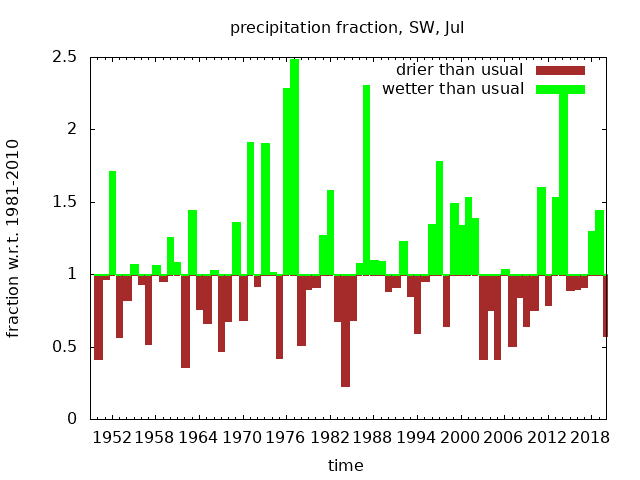 precipitation fraction, SW, Jul
drier than usual
wetter than usual
fraction w.r.t. 1981-2010
2.5
2
1.5
1
0.5
0
1952 1958 1964 1970 1976 1982 1988 1994 2000 2006 2012 2018
time